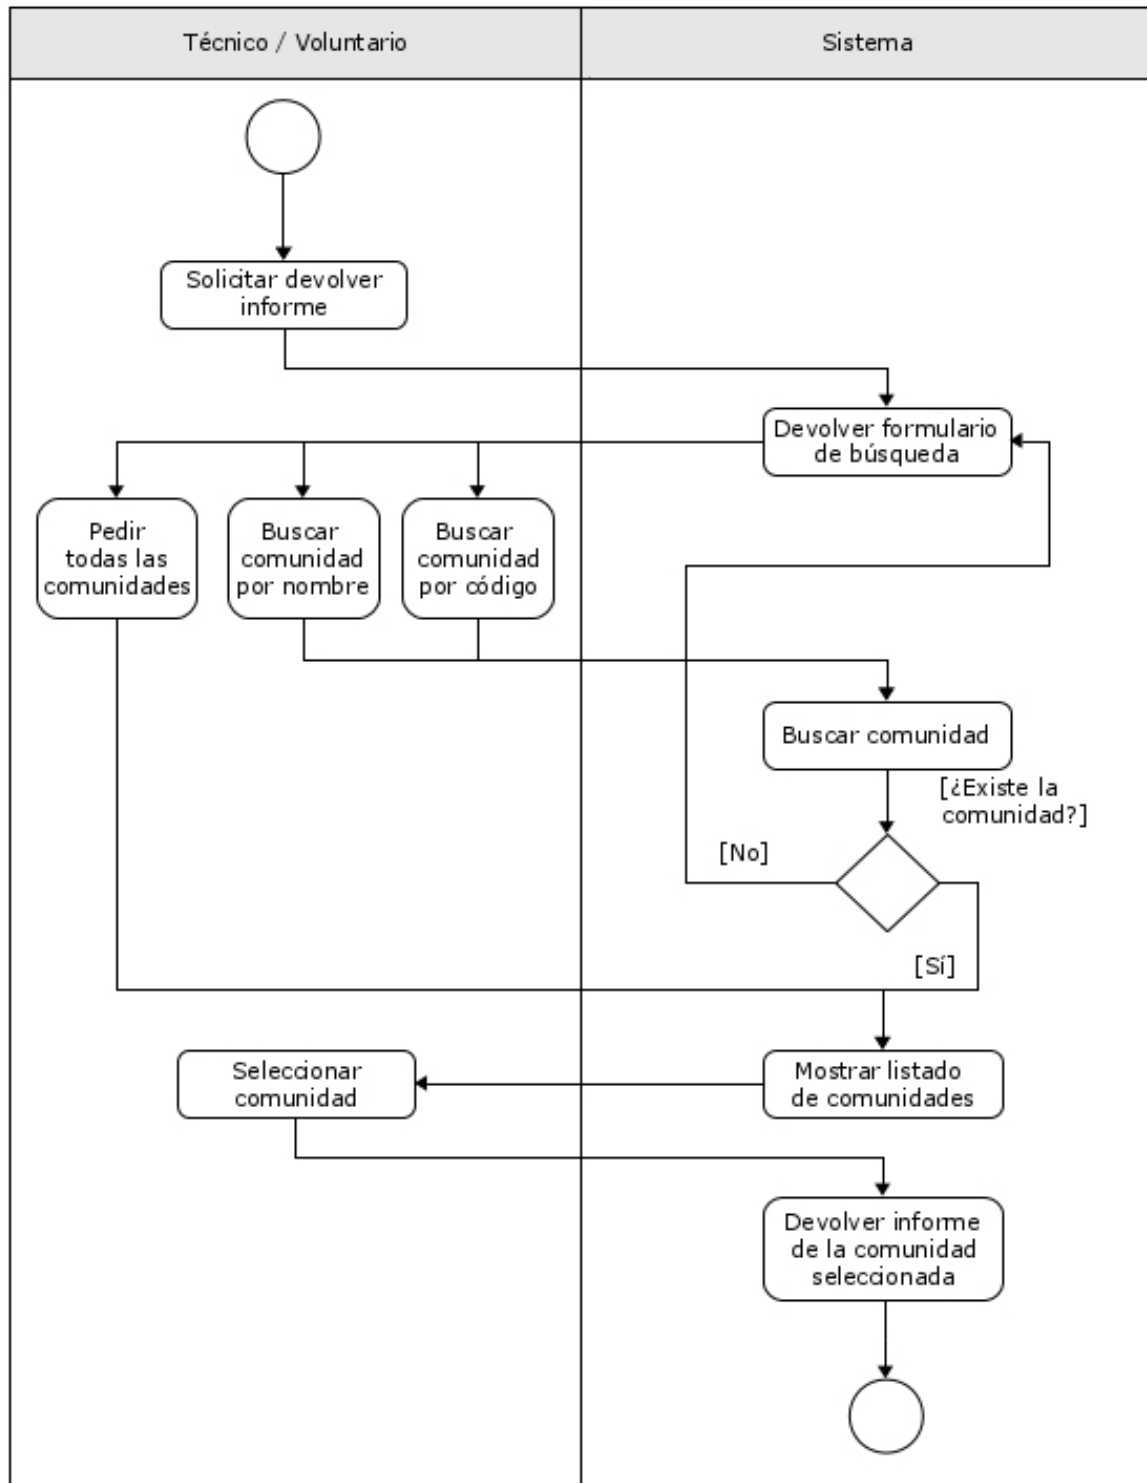 Técnico / Voluntario
Sistema
Solicitar devolver
informe
Devolver formulario
de búsqueda
Pedir
todas las
comunidades
Buscar
comunidad
por nombre
Buscar
comunidad
por código
Buscar comunidad
[¿Existe la
comunidad?]
[No]
[Sí]
Seleccionar
comunidad
Mostrar listado
de comunidades
Devolver informe
de la comunidad
seleccionada